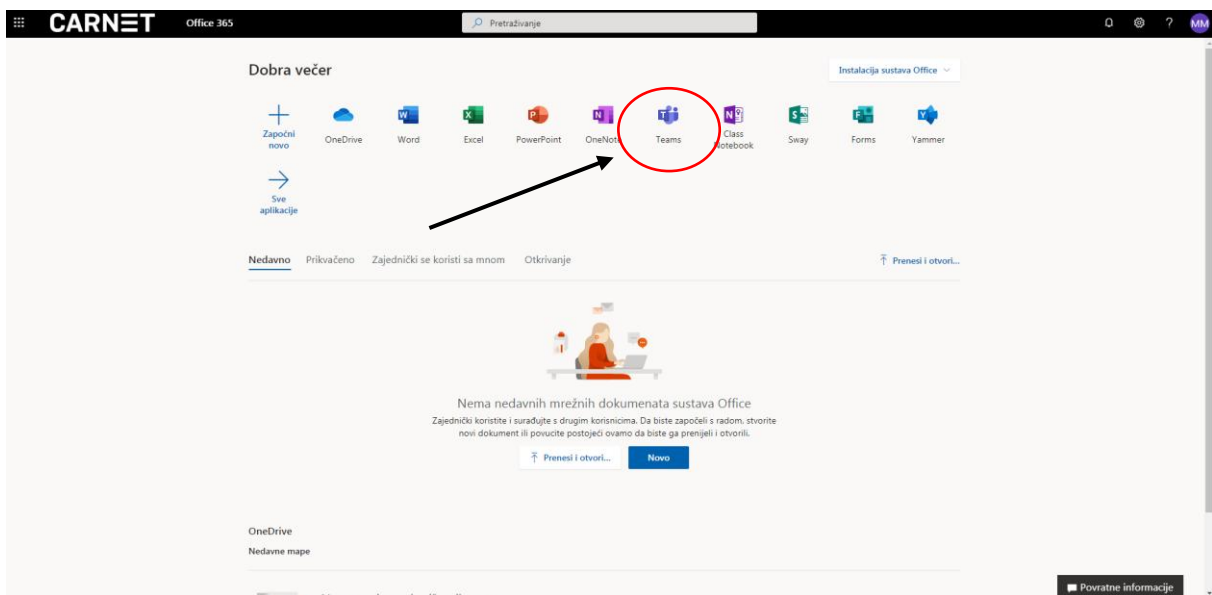 CARNET Office 365 Pretraživanje ? MM
Dobra večer Instalacija sustava Office
Započni novo
OneDrive
Word
Excel
PowerPoint
OneNote
Teams
Class Notebook
Sway
Forms
Yammer
Sve
aplikacije
Nedavno Prikvačeno Zajednički se koristi sa mnom Otkrivanje Prenesi i otvori...
Nema nedavnih mrežnih dokumenata sustava Office
Zajednički koristite i surađujte s drugim korisnicima. Da biste započeli s radom, stvorite
novi dokument ili povucite postojeći ovamo da biste ga prenijeli i otvorili.
Prenesi i otvori... Novo
OneDrive
Nedavne mape
Povratne informacije